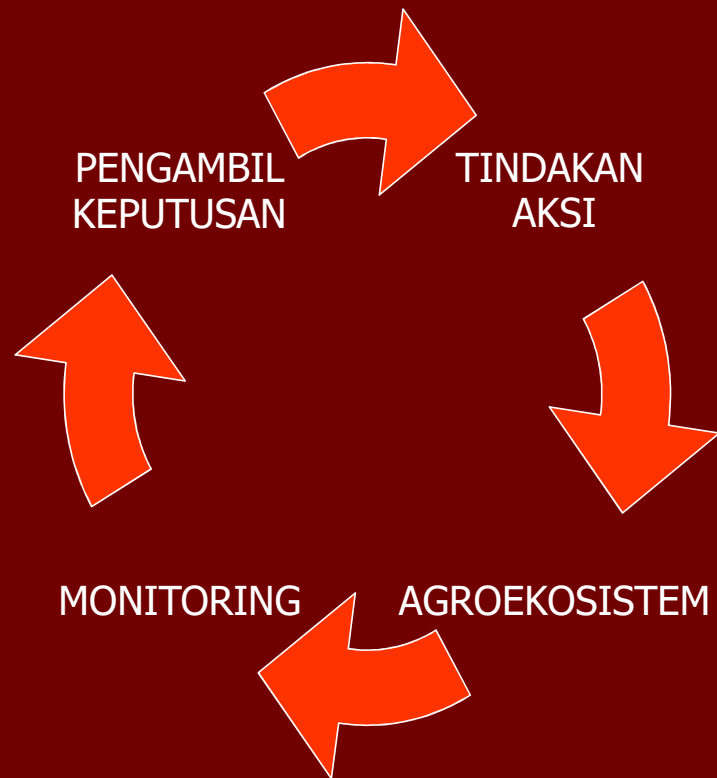 PENGAMBIL
KEPUTUSAN
TINDAKAN
AKSI
MONITORING
AGROEKOSISTEM